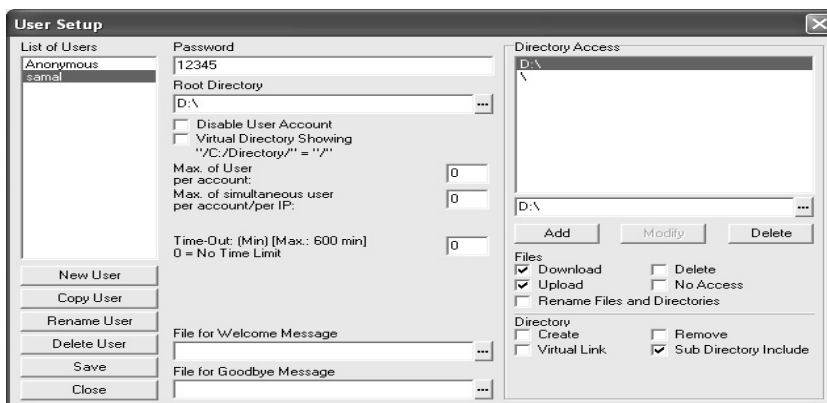 User Setup
List of Users
Anonymous
samal
New User
Copy User
Rename User
Delete User
Save
Close
Password
12345
Root Directory
D:\
...
Disable User Account
Virtual Directory Showing
"/C:/Directory/" = "/"
Max. of User
per account:
0
Max. of simultaneous user
per account/per IP:
0
Time-Out: (Min) [Max.: 600 min]
0 = No Time Limit
0
File for Welcome Message
...
File for Goodbye Message
...
Directory Access
D:\
\
D:\
...
Add Modify Delete
Files
Download Delete
Upload No Access
Rename Files and Directories
Directory
Create Remove
Virtual Link Sub Directory Include